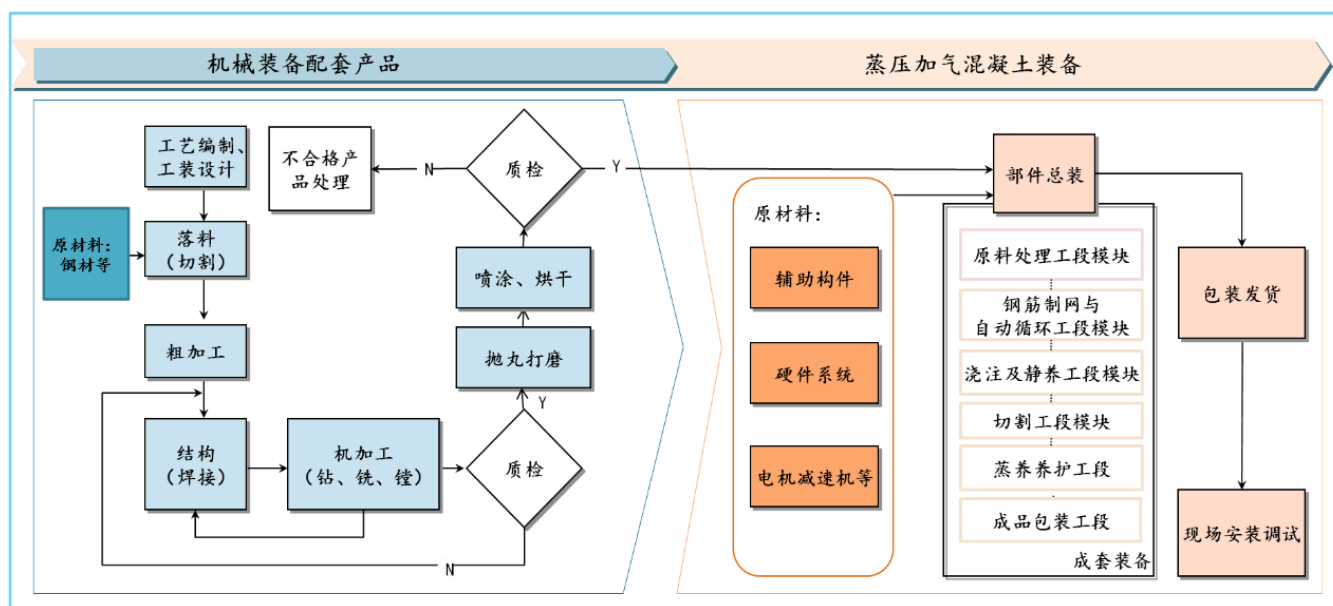 机械装备配套产品
蒸压加气混凝土装备
工艺编制、
工装设计
原材料：
钢材等
落料
（切割）
粗加工
结构
（焊接）
机加工
（钻、铣、镗）
质检
N
Y
抛丸打磨
喷涂、烘干
质检
N
Y
不合格产
品处理
原材料：
辅助构件
硬件系统
电机减速机等
部件总装
原料处理工段模块
钢筋制网与
自动循环工段模块
浇注及静养工段模块
切割工段模块
蒸养养护工段
成品包装工段
成套装备
包装发货
现场安装调试